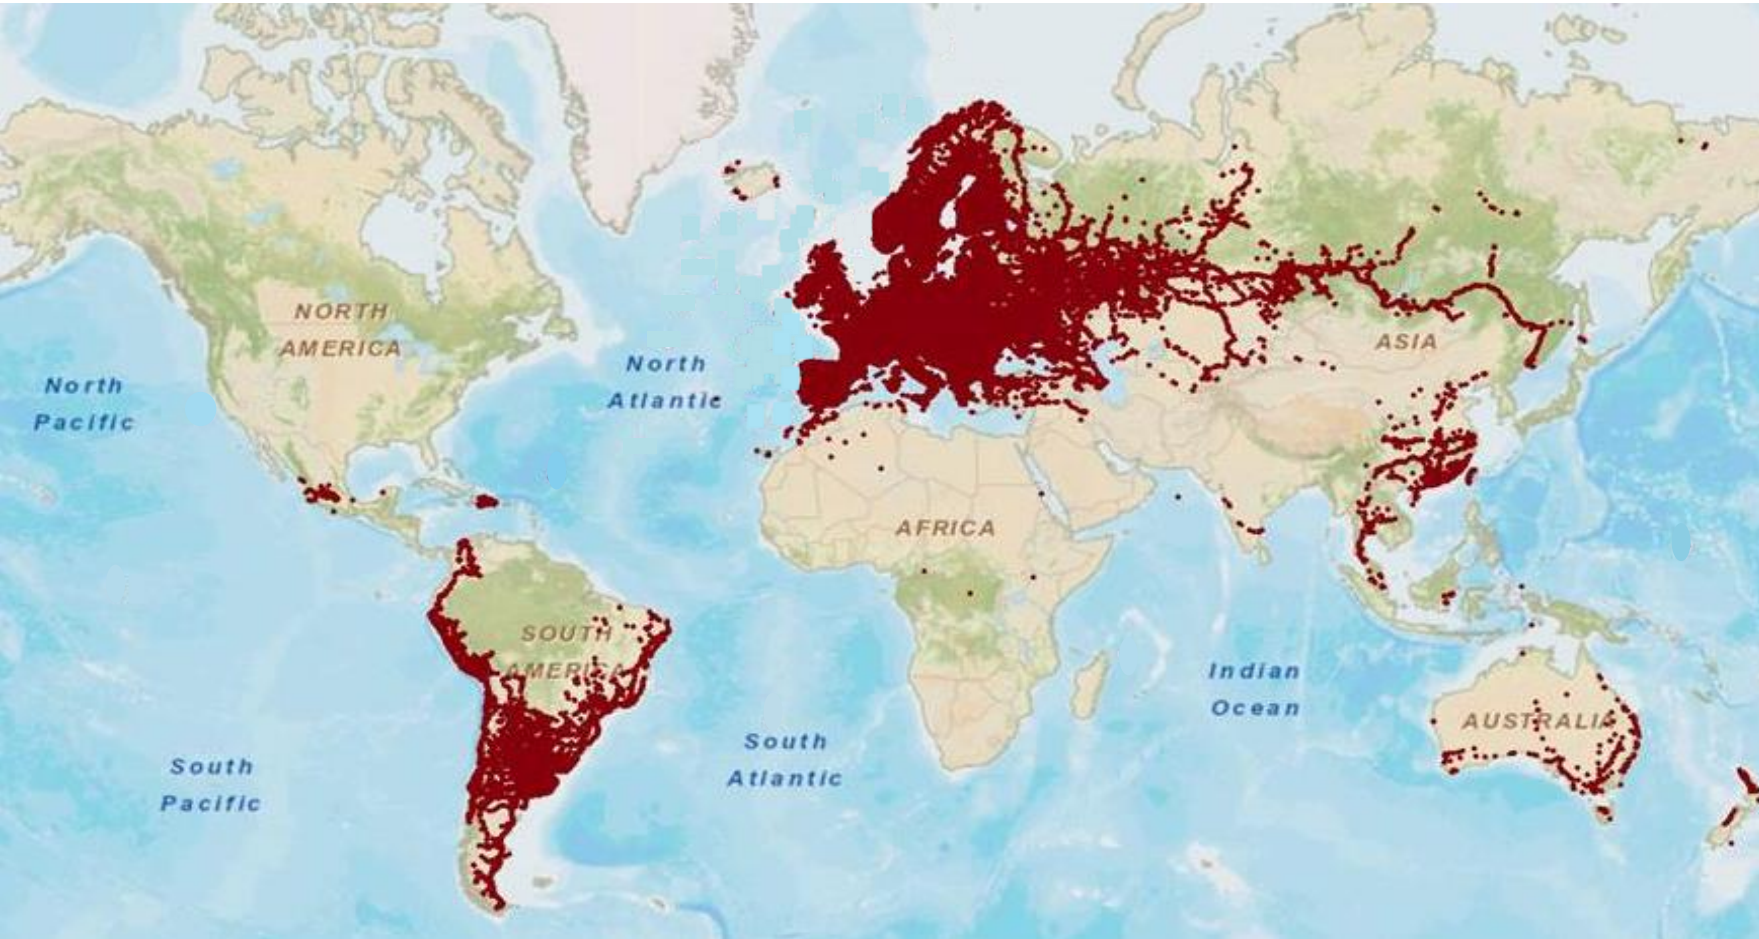 NORTH
AMERICA
ASIA
North
Atlantic
North
Pacific
AFRICA
SOUTH
AMERICA
Indian
Ocean
AUSTRALIA
South
Atlantic
South
Pacific